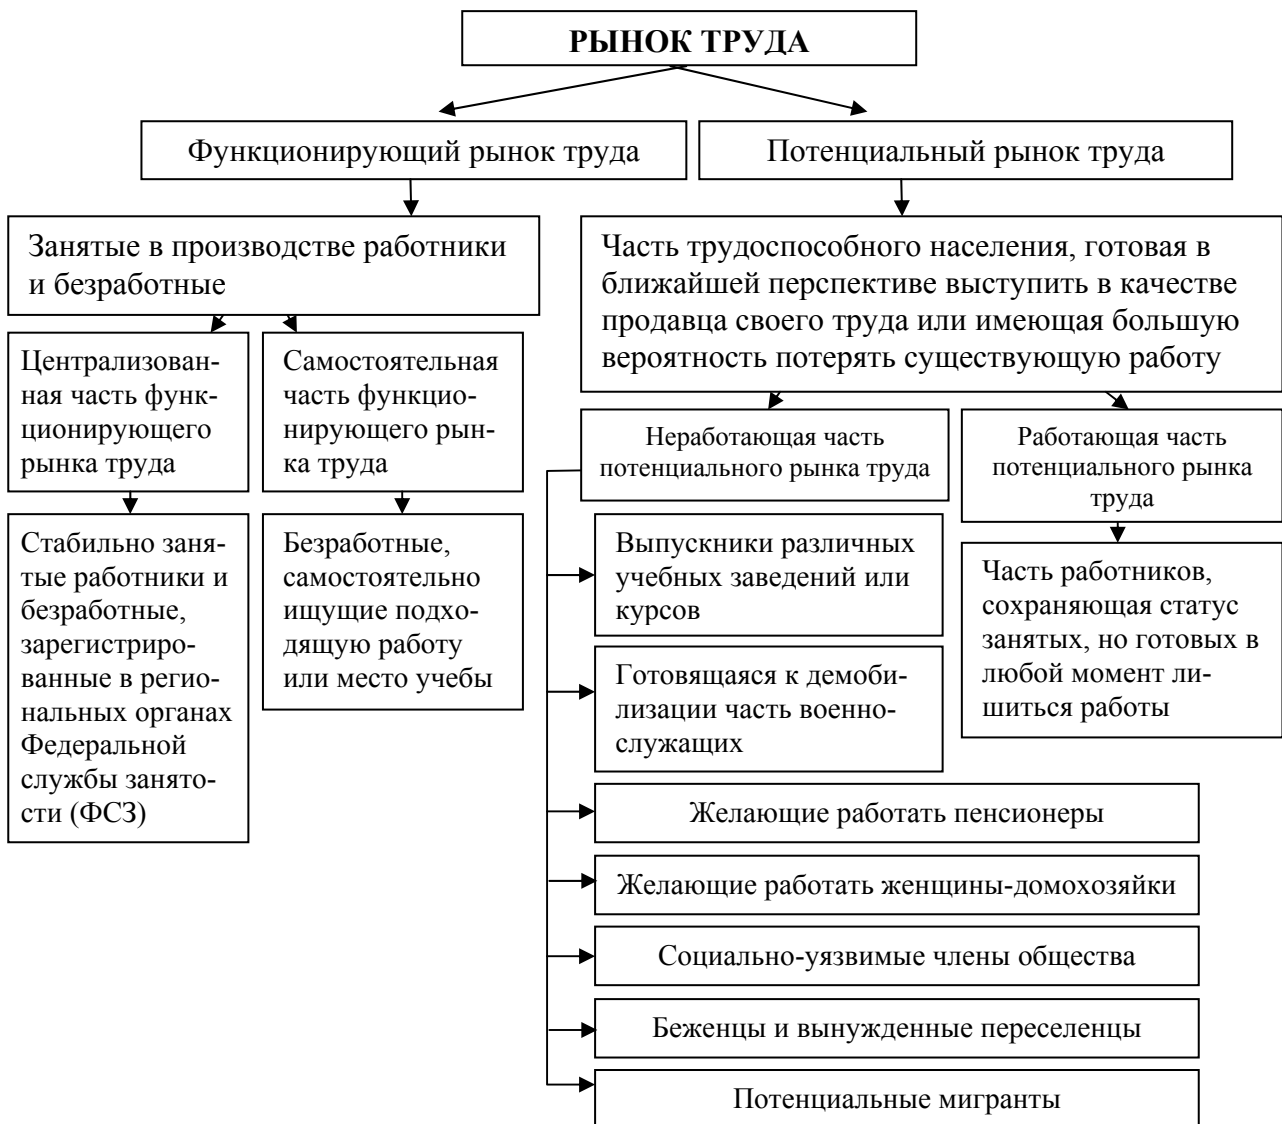 РЫНОК ТРУДА
Функционирующий рынок труда
Потенциальный рынок труда
Занятые в производстве работники
и безработные
Часть трудоспособного населения, готовая в
ближайшей перспективе выступить в качестве
продавца своего труда или имеющая большую
вероятность потерять существующую работу
Централизован-
ная часть функ-
ционирующего
рынка труда
Самостоятельная
часть функцио-
нирующего рын-
ка труда
Неработающая часть
потенциального рынка труда
Работающая часть
потенциального рынка
труда
Стабильно заня-
тые работники и
безработные,
зарегистриро-
ванные в регио-
нальных органах
Федеральной
службы занято-
сти (ФСЗ)
Безработные,
самостоятельно
ищущие подхо-
дящую работу
или место учебы
Выпускники различных
учебных заведений или
курсов
Часть работников,
сохраняющая статус
занятых, но готовых в
любой момент ли-
шиться работы
Готовящаяся к демоби-
лизации часть военно-
служащих
Желающие работать пенсионеры
Желающие работать женщины-домохозяйки
Социально-уязвимые члены общества
Беженцы и вынужденные переселенцы
Потенциальные мигранты